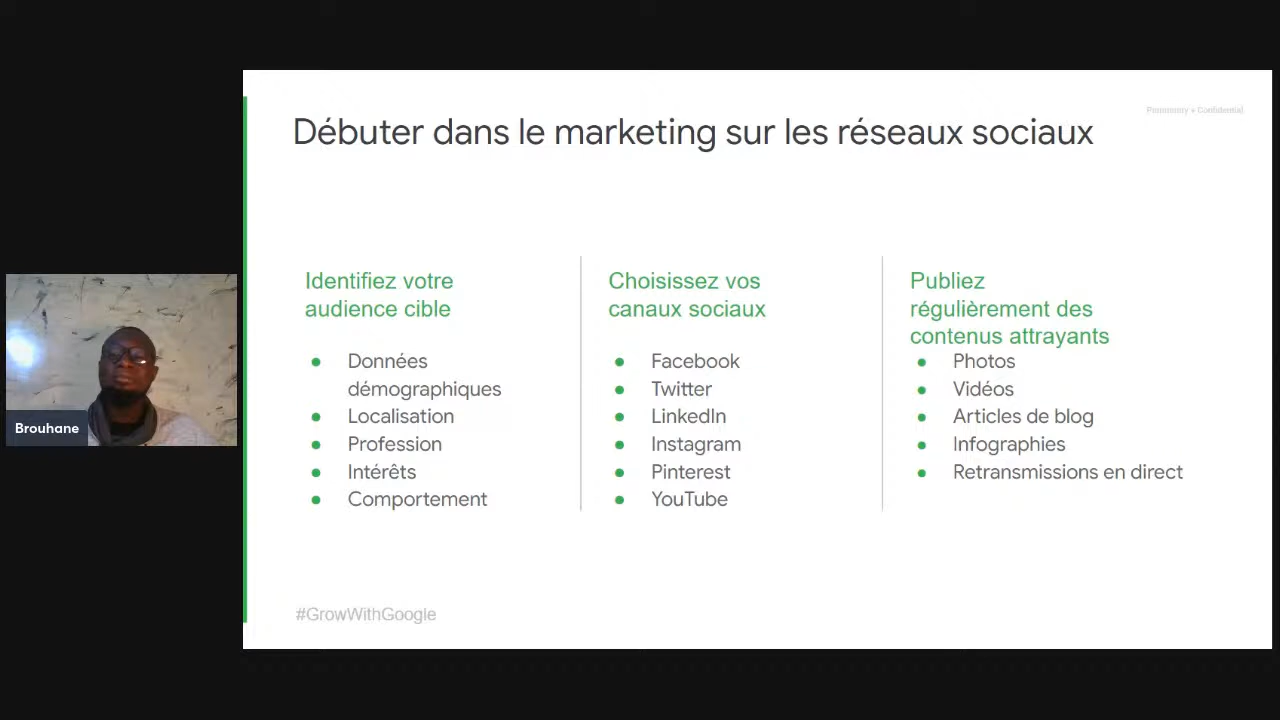 Débuter dans le marketing sur les réseaux sociaux
Identifiez votre
audience cible
Données
démographiques
Localisation
Profession
Intérêts
Comportement
Choisissez vos
canaux sociaux
Facebook
Twitter
LinkedIn
Instagram
Pinterest
YouTube
Publiez
régulièrement des
contenus attrayants
Photos
Vidéos
Articles de blog
Infographies
Retransmissions en direct
#GrowWithGoogle
Brouhane